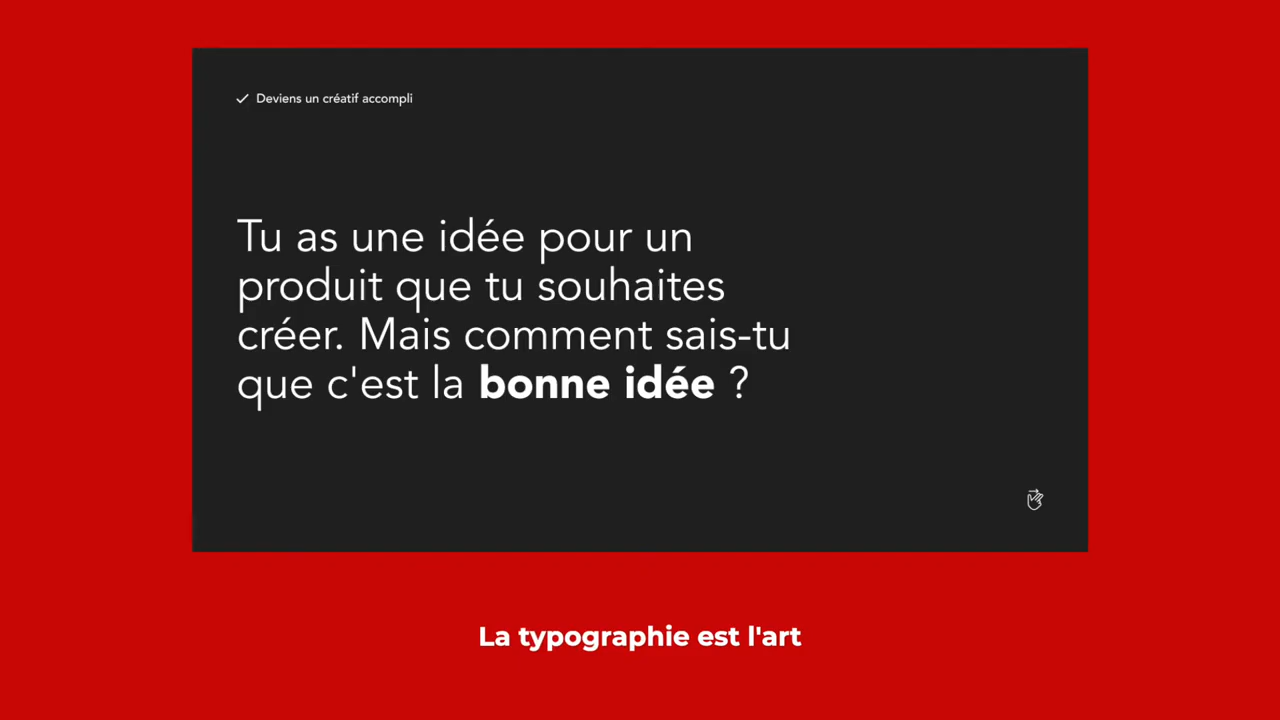 Deviens un créatif accompli
Tu as une idée pour un
produit que tu souhaites
créer. Mais comment sais-tu
que c'est la bonne idée ?
La typographie est l'art